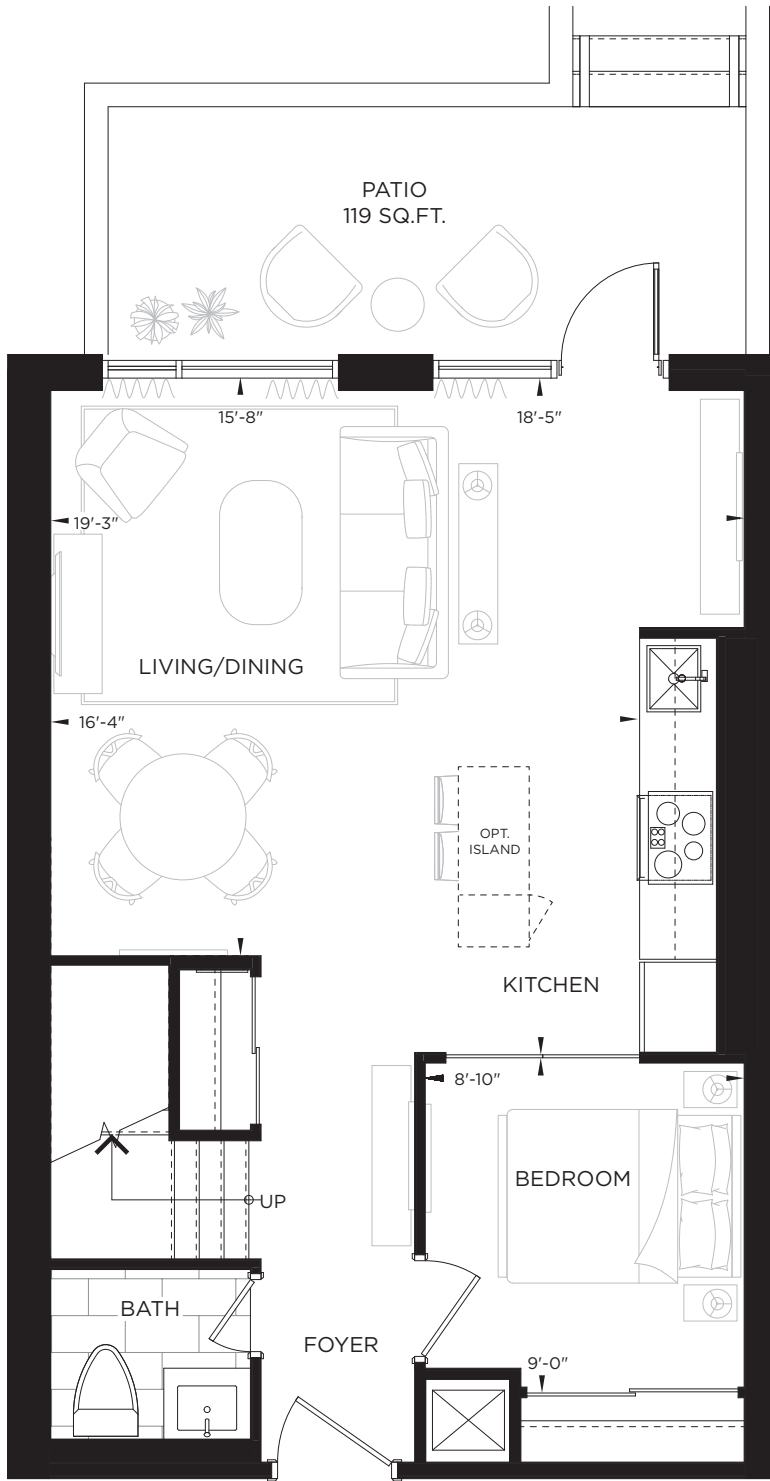 PATIO
119 SQ.FT.
15'-8"
18'-5"
19'-3"
LIVING/DINING
16'-4"
OPT.
ISLAND
KITCHEN
8'-10"
BEDROOM
UP
BATH
FOYER
9'-0"